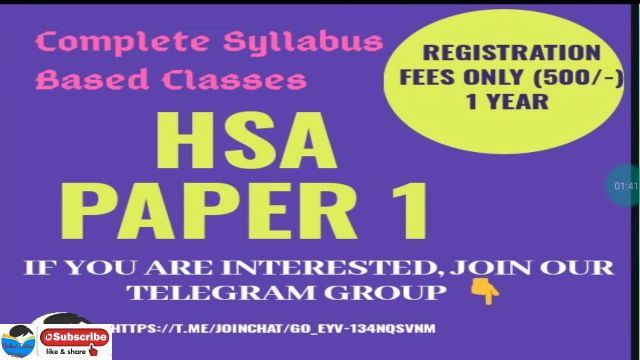 Complete Syllabus
Based Classes
REGISTRATION
FEES ONLY (500/-)
1 YEAR
HSA
PAPER 1
01:41
IF YOU ARE INTERESTED, JOIN OUR
TELEGRAM GROUP 👇
HTTPS://T.ME/JOINCHAT/GO_EYV-134NQSVNM
Subscribe
like & share